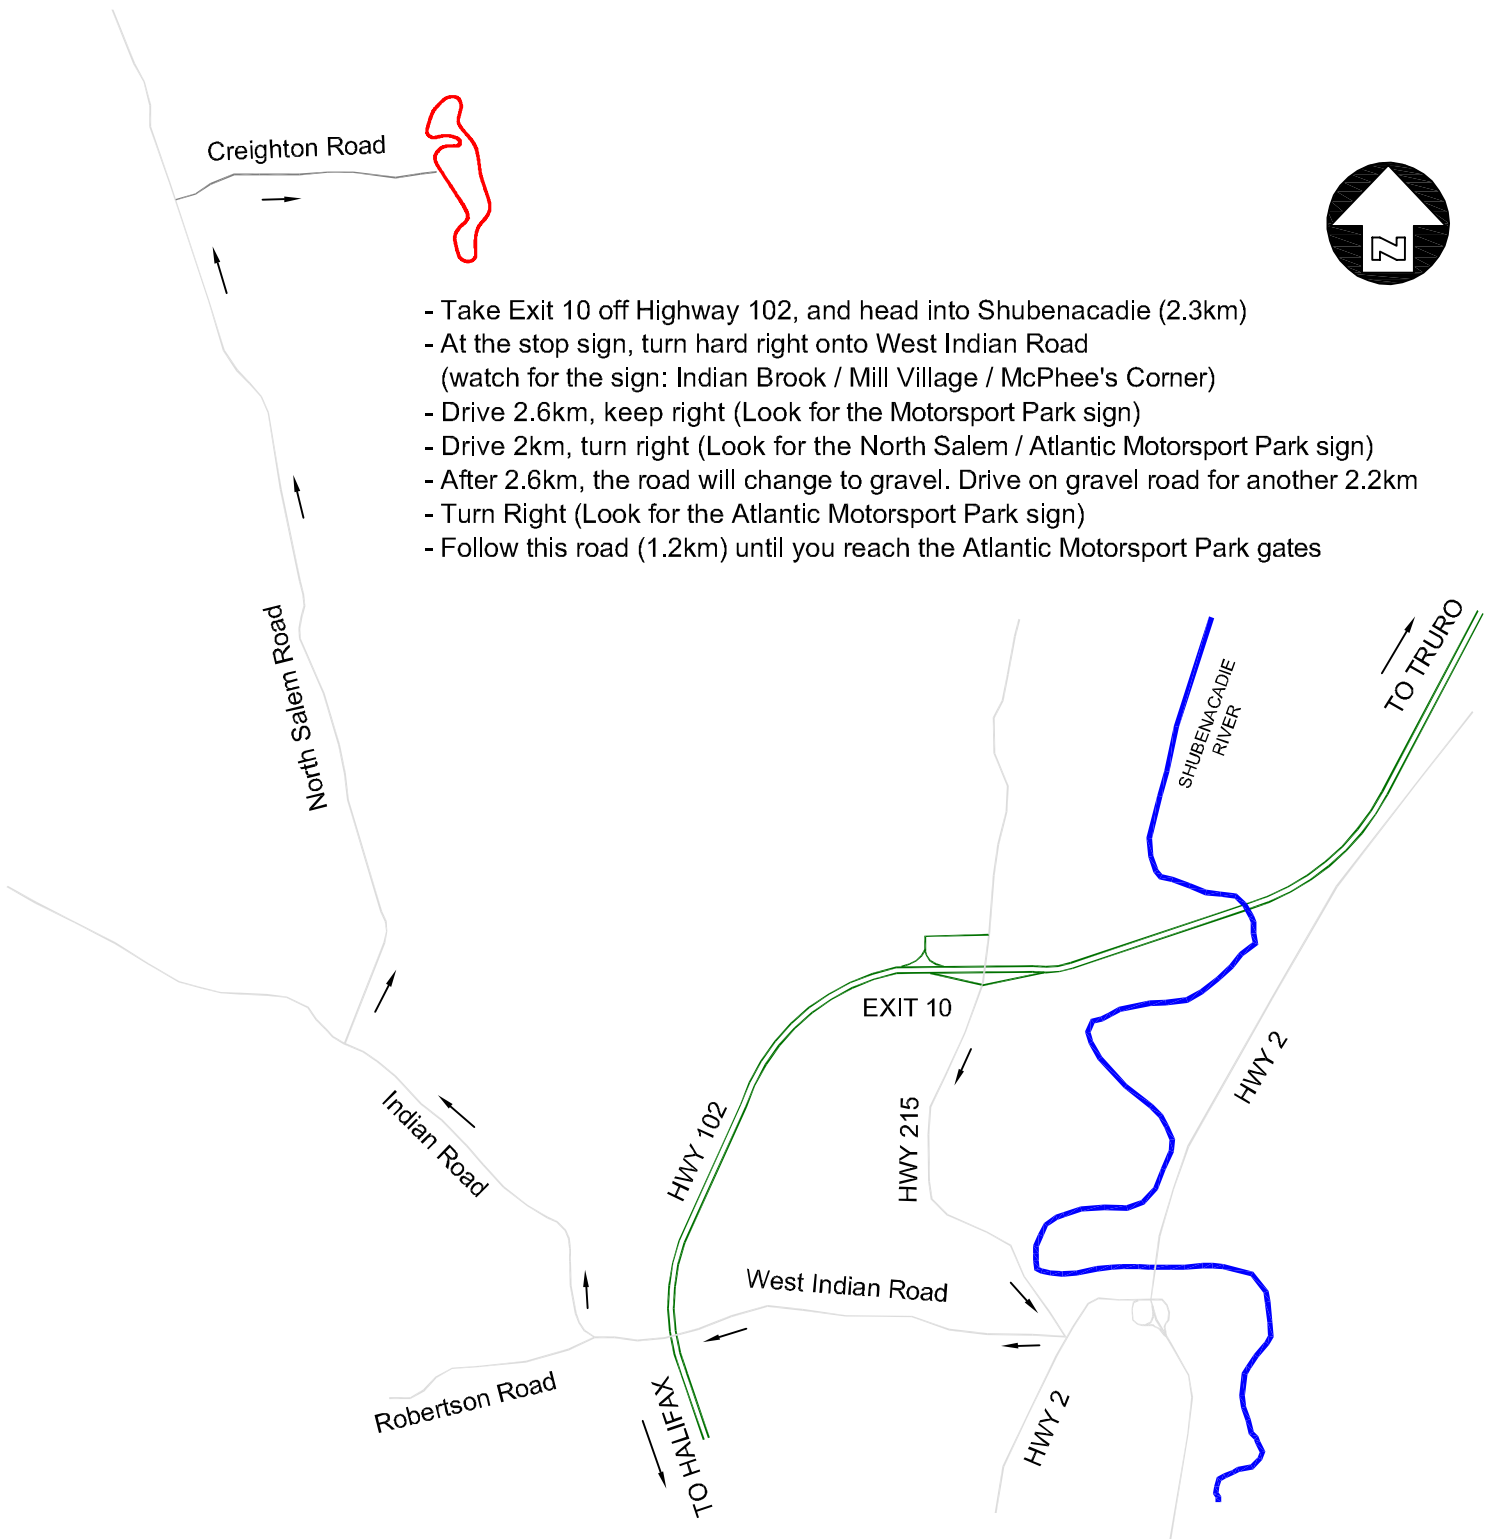 Creighton Road
N
- Take Exit 10 off Highway 102, and head into Shubenacadie (2.3km)
- At the stop sign, turn hard right onto West Indian Road
(watch for the sign: Indian Brook / Mill Village / McPhee's Corner)
- Drive 2.6km, keep right (Look for the Motorsport Park sign)
- Drive 2km, turn right (Look for the North Salem / Atlantic Motorsport Park sign)
- After 2.6km, the road will change to gravel. Drive on gravel road for another 2.2km
- Turn Right (Look for the Atlantic Motorsport Park sign)
- Follow this road (1.2km) until you reach the Atlantic Motorsport Park gates
North Salem Road
TO TRURO
SHUBENACADIE
RIVER
EXIT 10
HWY 2
Indian Road
HWY 102
HWY 215
West Indian Road
Robertson Road
TO HALIFAX
HWY 2